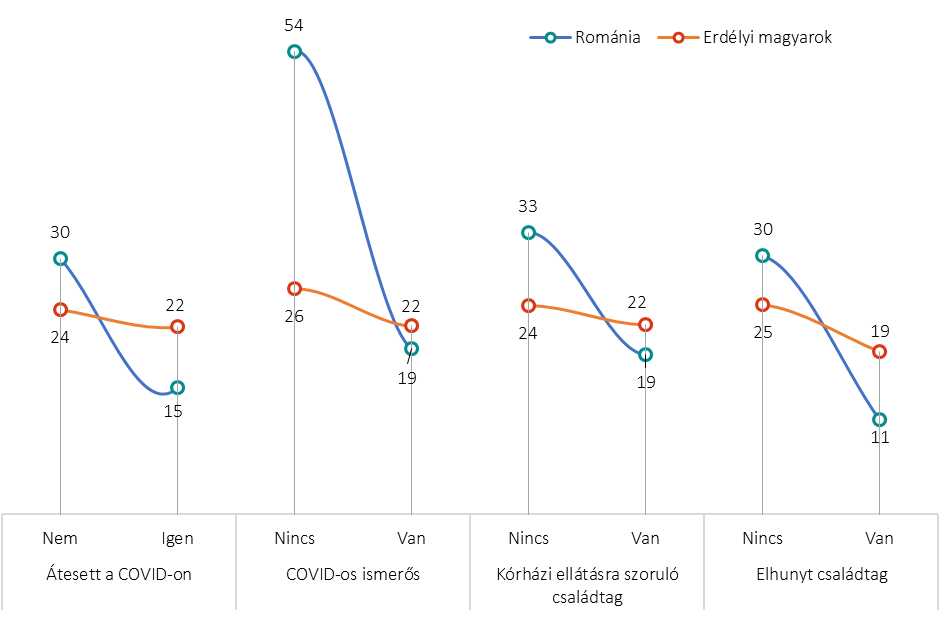 54
Románia
Erdélyi magyarok
30
24
22
15
26
22
19
33
24
22
19
30
25
19
11
Nem
Igen
Nincs
Van
Nincs
Van
Nincs
Van
Átesett a COVID-on
COVID-os ismerős
Kórházi ellátásra szoruló
családtag
Elhunyt családtag